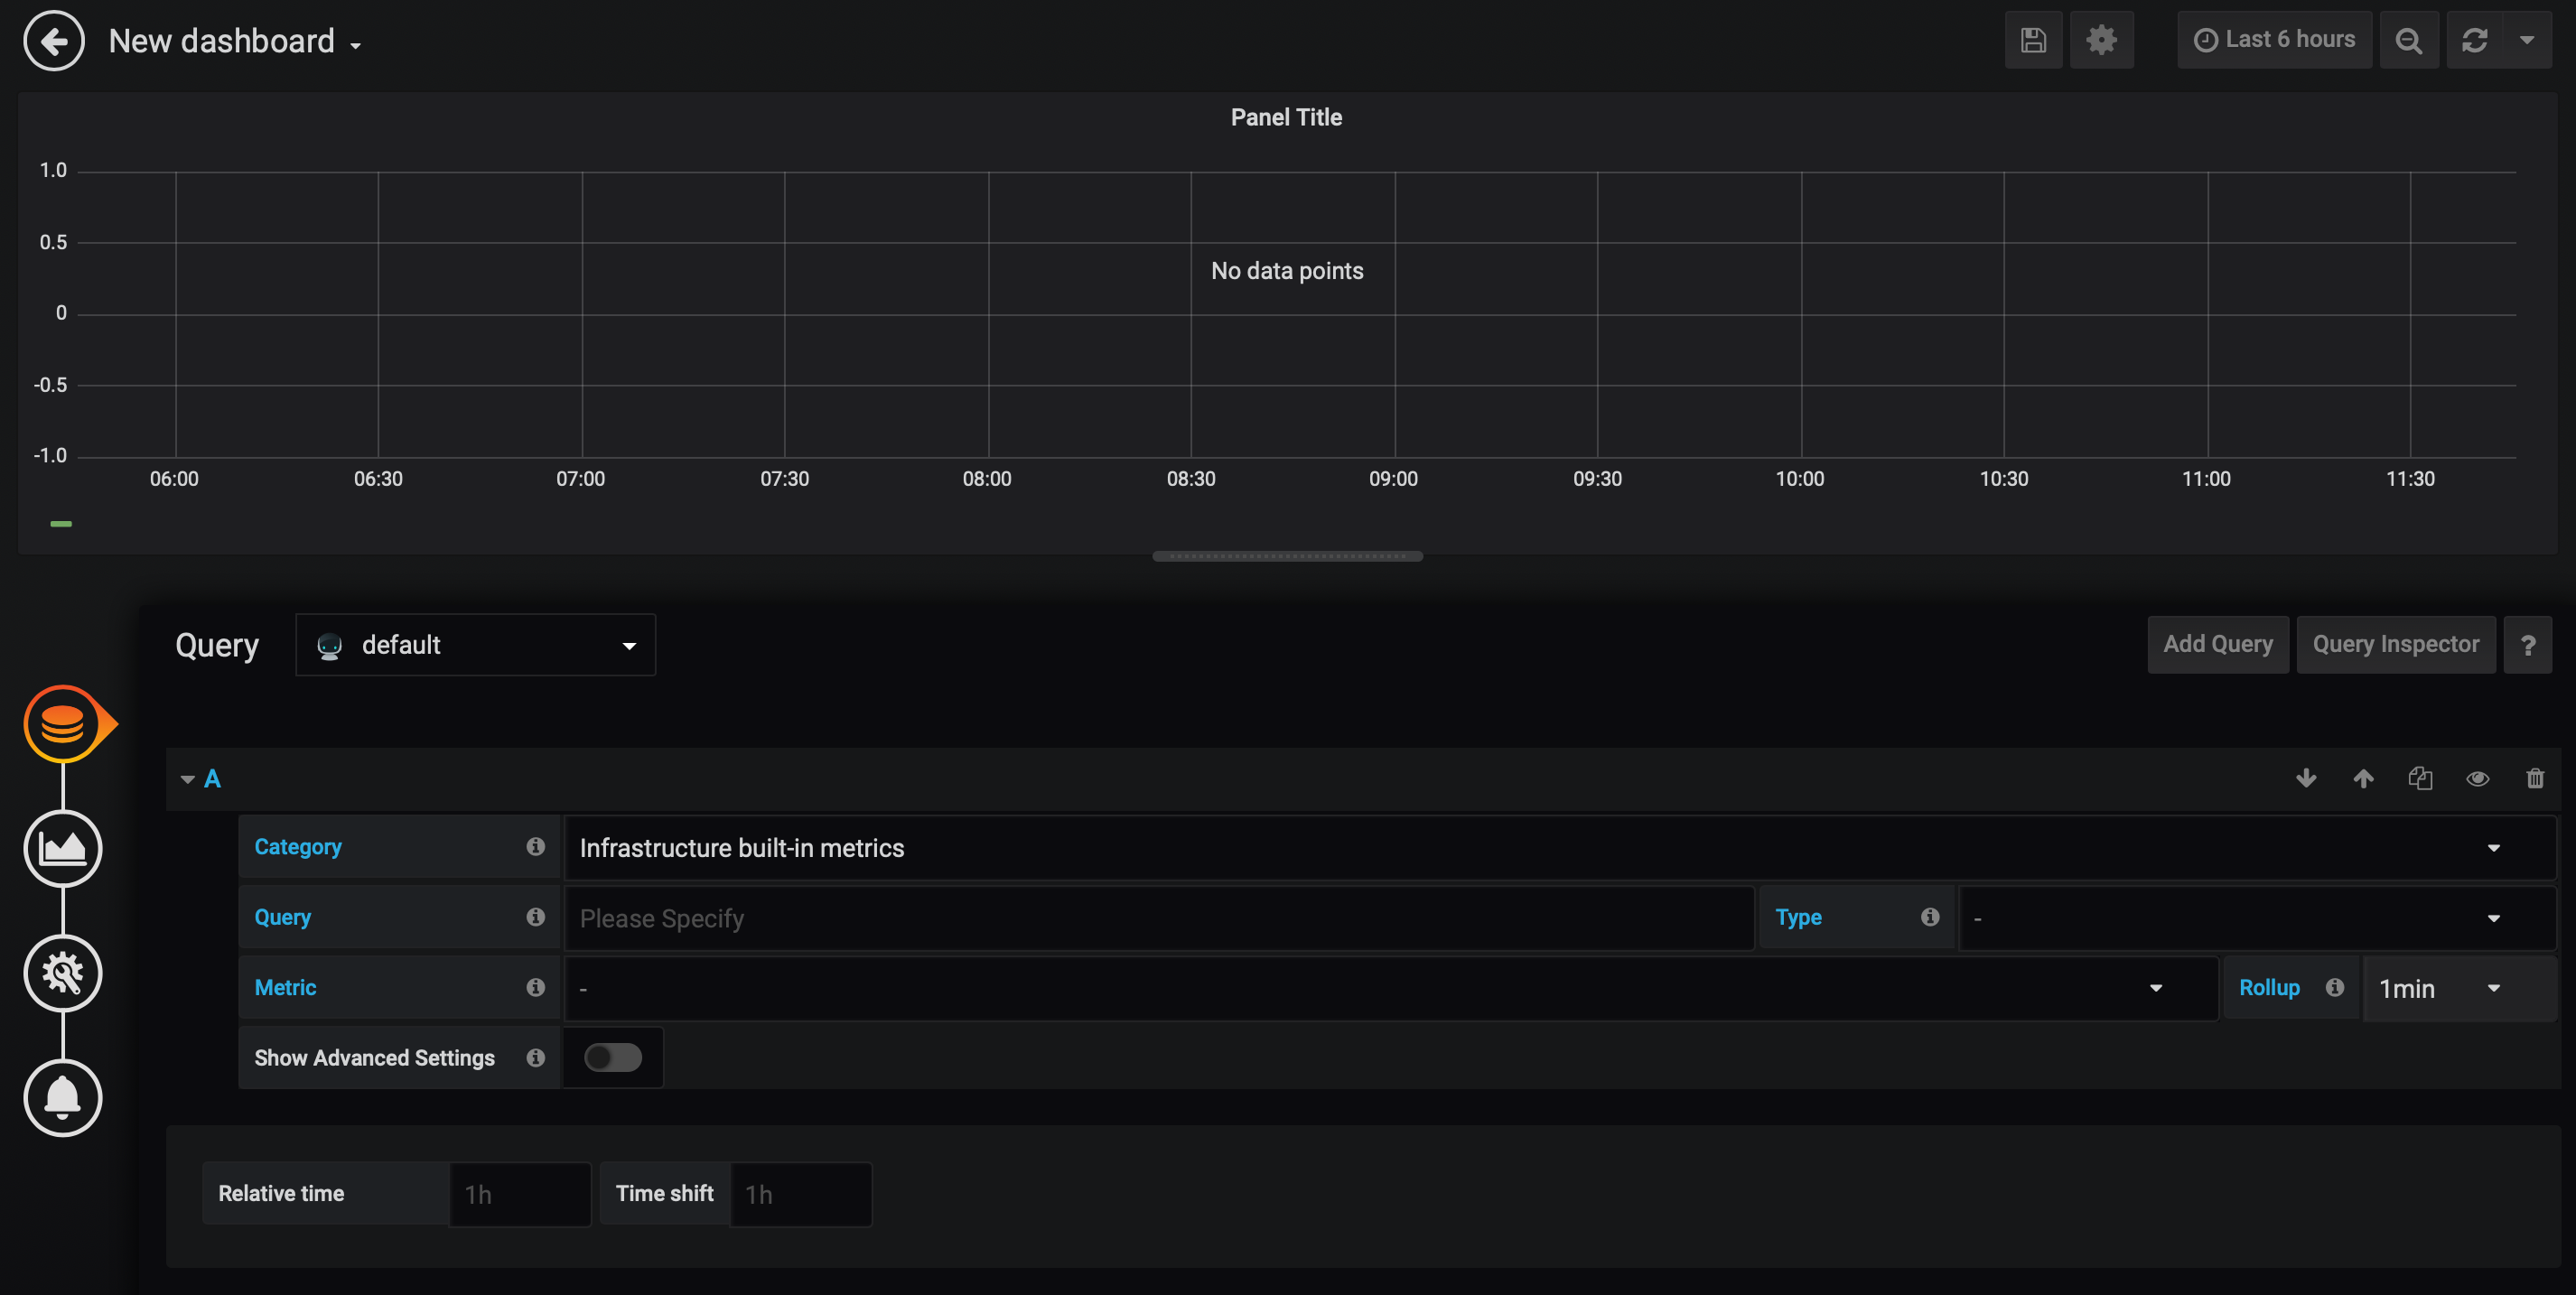 New dashboard
Last 6 hours
Panel Title
1.0
0.5
No data points
0
-0.5
-1.0
06:00 06:30 07:00 07:30 08:00 08:30 09:00 09:30 10:00 10:30 11:00 11:30
Query default Add Query Query Inspector ?
A
Category Infrastructure built-in metrics
Query Please Specify Type -
Metric - Rollup 1min
Show Advanced Settings
Relative time 1h Time shift 1h